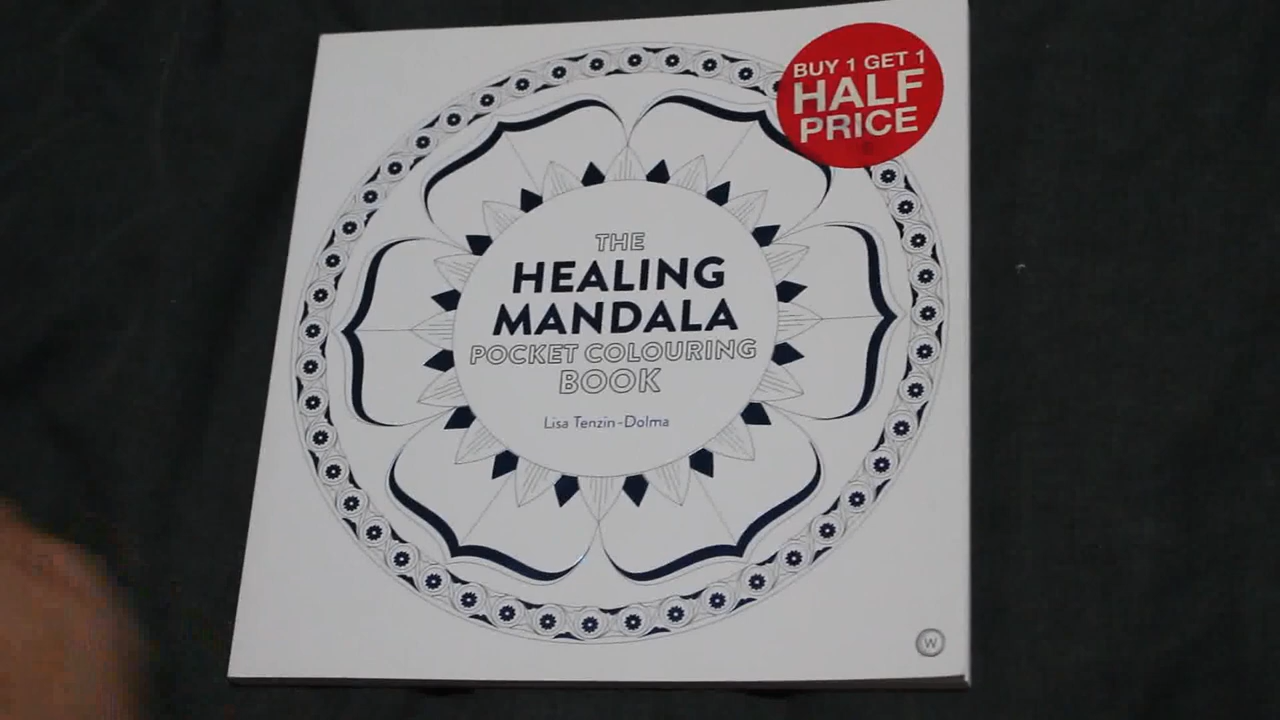 BUY 1 GET 1
HALF
PRICE
THE
HEALING
MANDALA
POCKET COLOURING
BOOK
Lisa Tenzin-Dolma
W